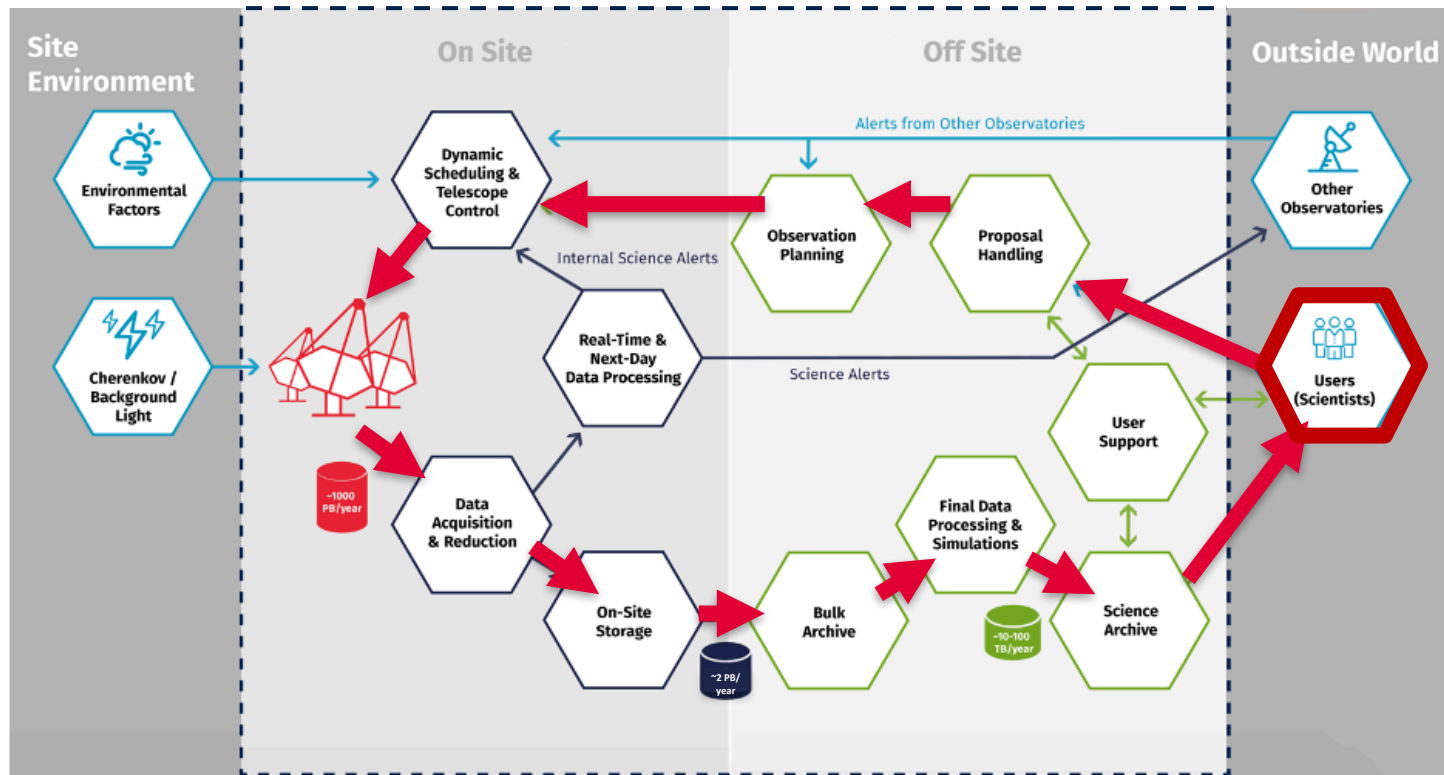 Site
Environment
On Site
Off Site
Outside World
Environmental
Factors
Dynamic
Scheduling &
Telescope
Control
Alerts from Other Observatories
Other
Observatories
Observation
Planning
Proposal
Handling
Internal Science Alerts
Cherenkov /
Background
Light
Real-Time &
Next-Day
Data Processing
Science Alerts
Users
(Scientists)
User
Support
~1000
PB/year
Data
Acquisition
& Reduction
Final Data
Processing &
Simulations
On-Site
Storage
~2 PB/
year
Bulk
Archive
~10-100
TB/year
Science
Archive